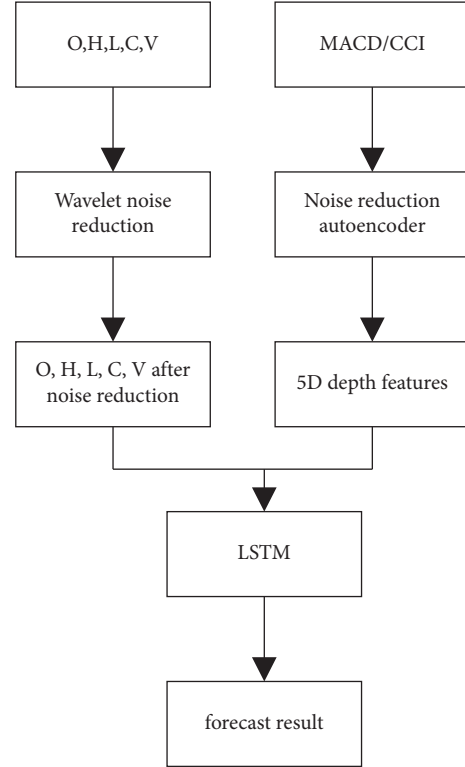 O,H,L,C,V
MACD/CCI
Wavelet noise
reduction
Noise reduction
autoencoder
O, H, L, C, V after
noise reduction
5D depth features
LSTM
forecast result